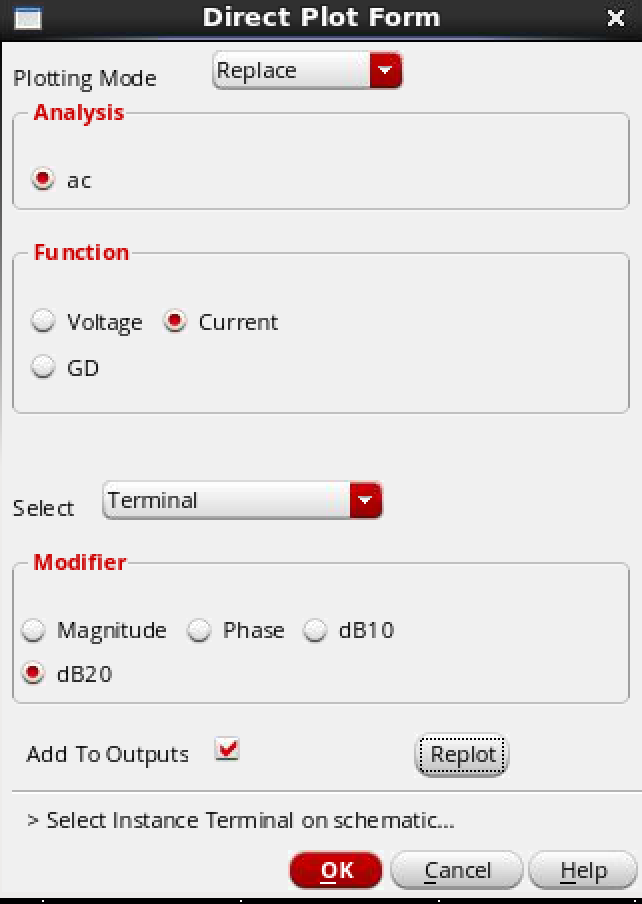 Direct Plot Form
Plotting Mode Replace
Analysis
ac
Function
Voltage Current
GD
Select Terminal
Modifier
Magnitude Phase dB10
dB20
Add To Outputs Replot
> Select Instance Terminal on schematic...
OK Cancel Help